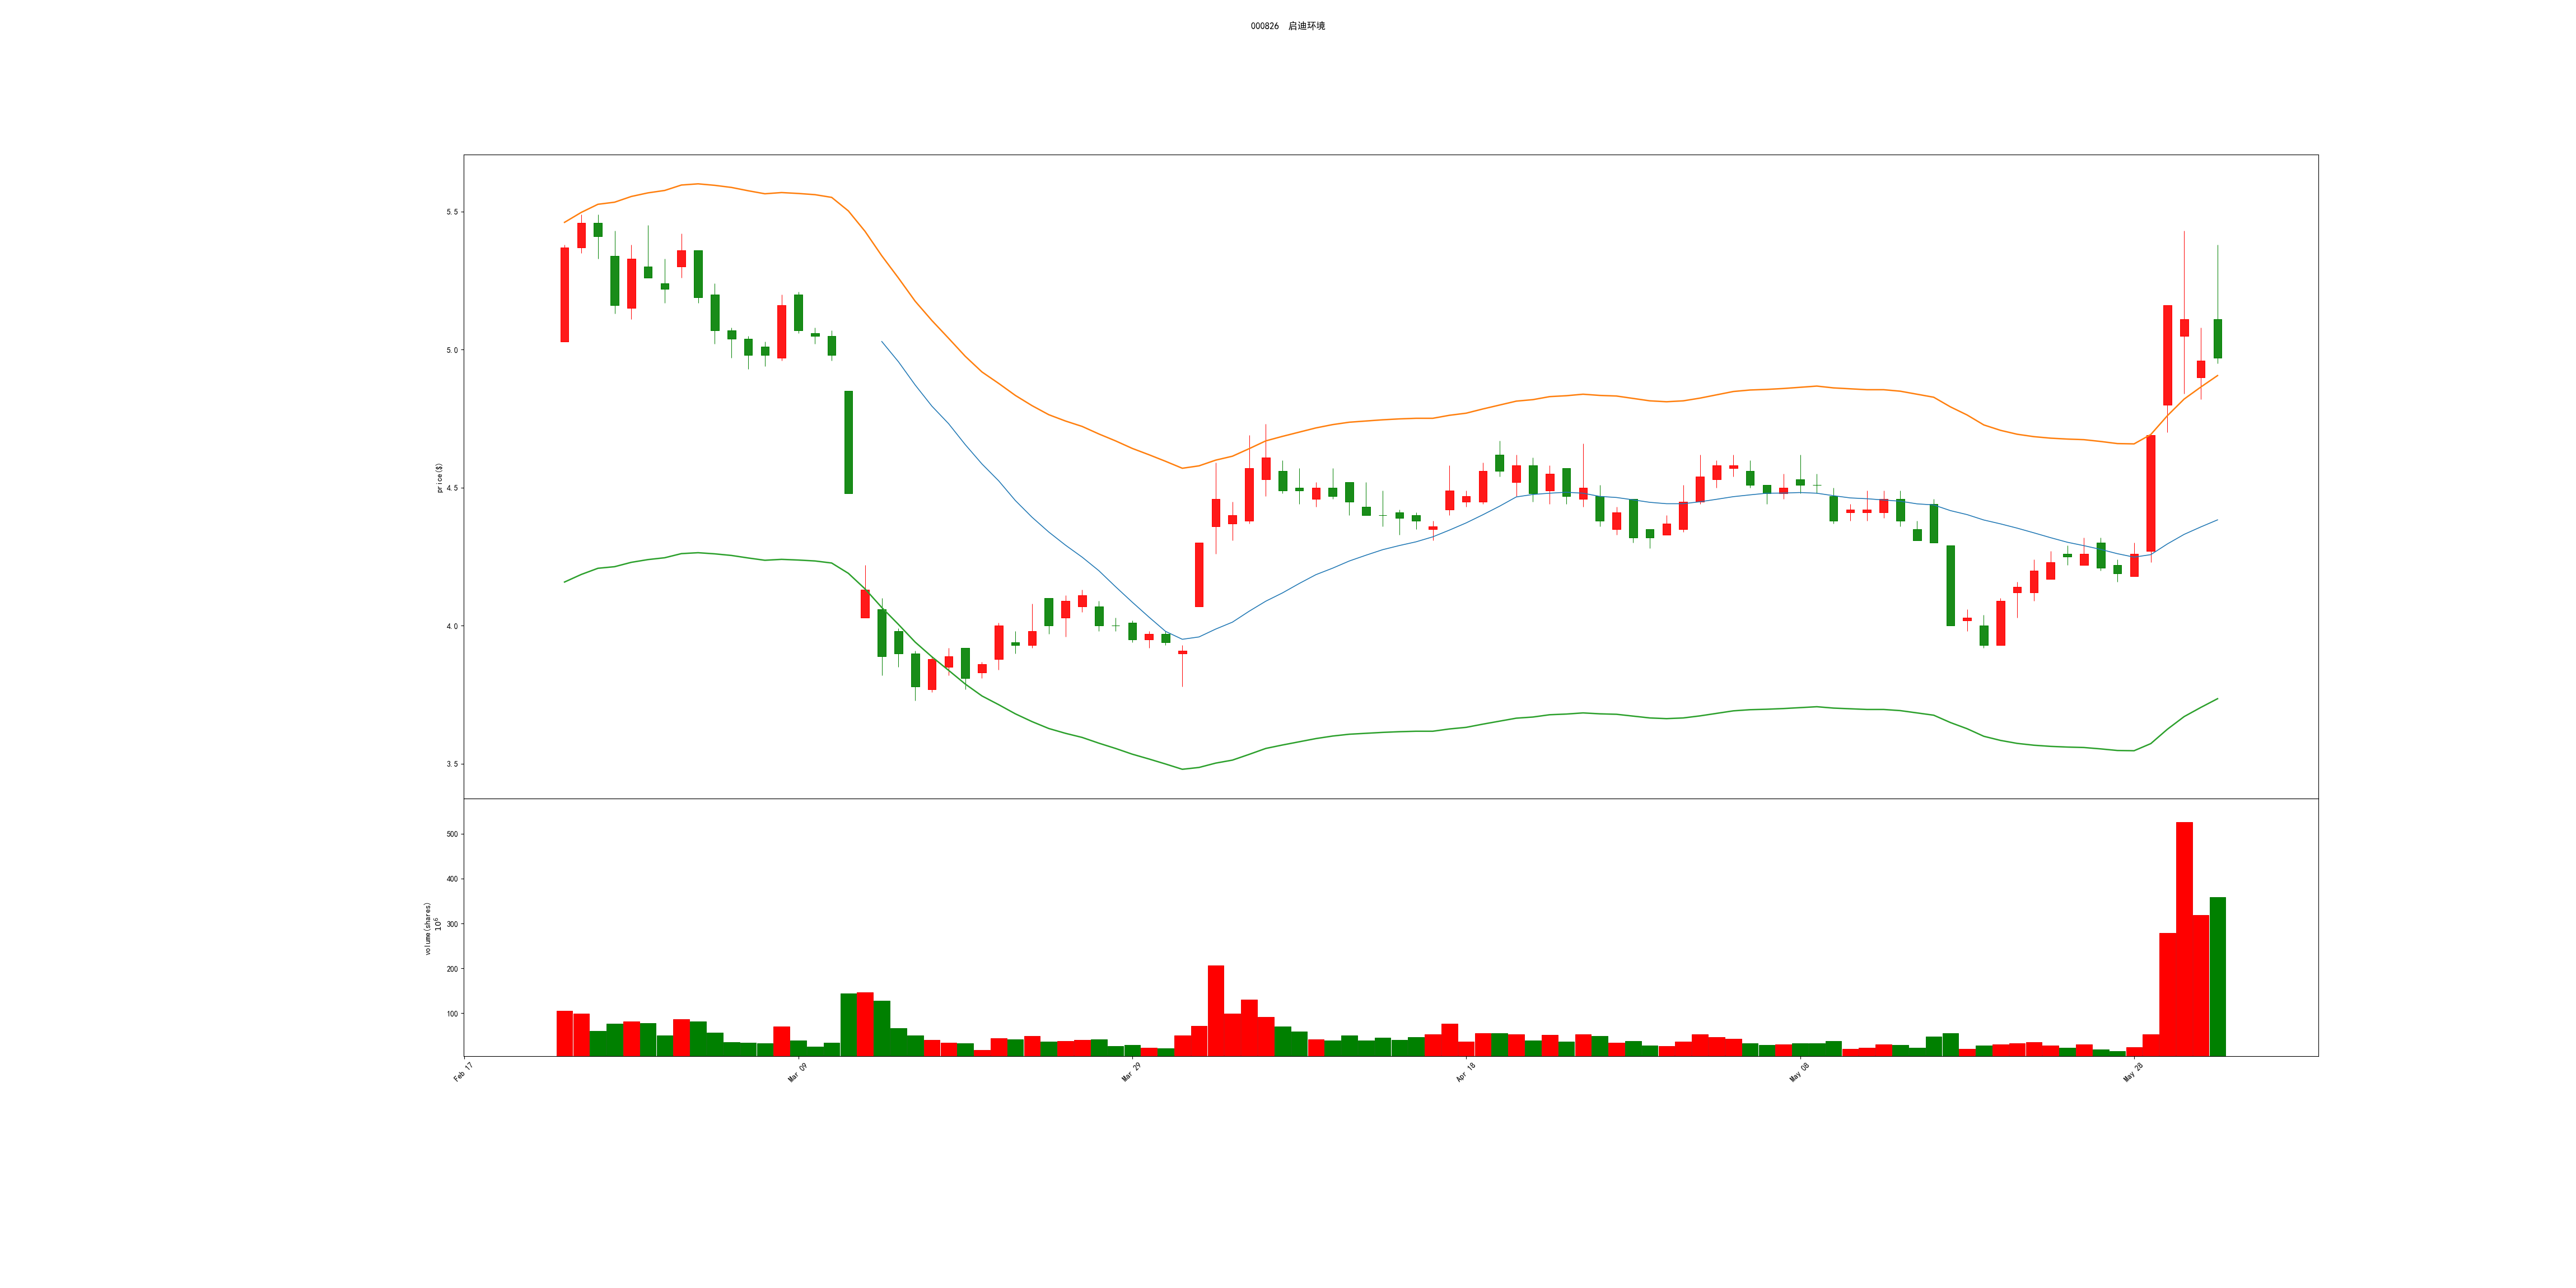 000826 启迪环境
5.5
5.0
4.5
4.0
3.5
price($)
500
400
300
200
100
volume(shares)
10^6
Feb 17
Mar 09
Mar 29
Apr 18
May 08
May 28